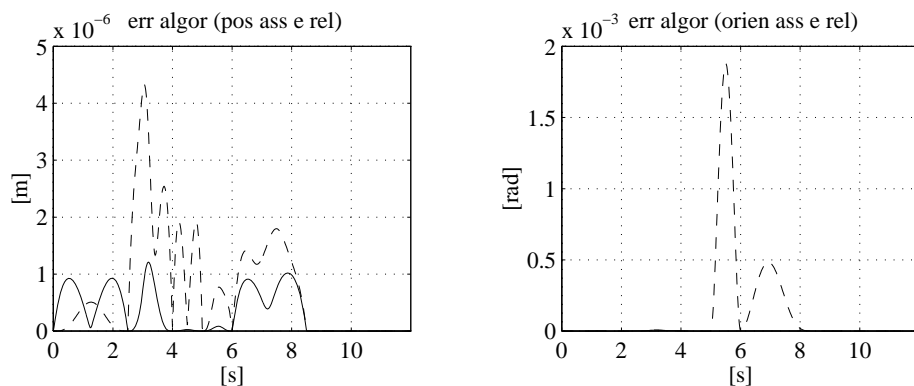 x 10⁻⁶ err algor (pos ass e rel)
5
4
3
2
1
0
[m]
0 2 4 6 8 10
[s]
x 10⁻³ err algor (orien ass e rel)
2
1.5
1
0.5
0
[rad]
0 2 4 6 8 10
[s]